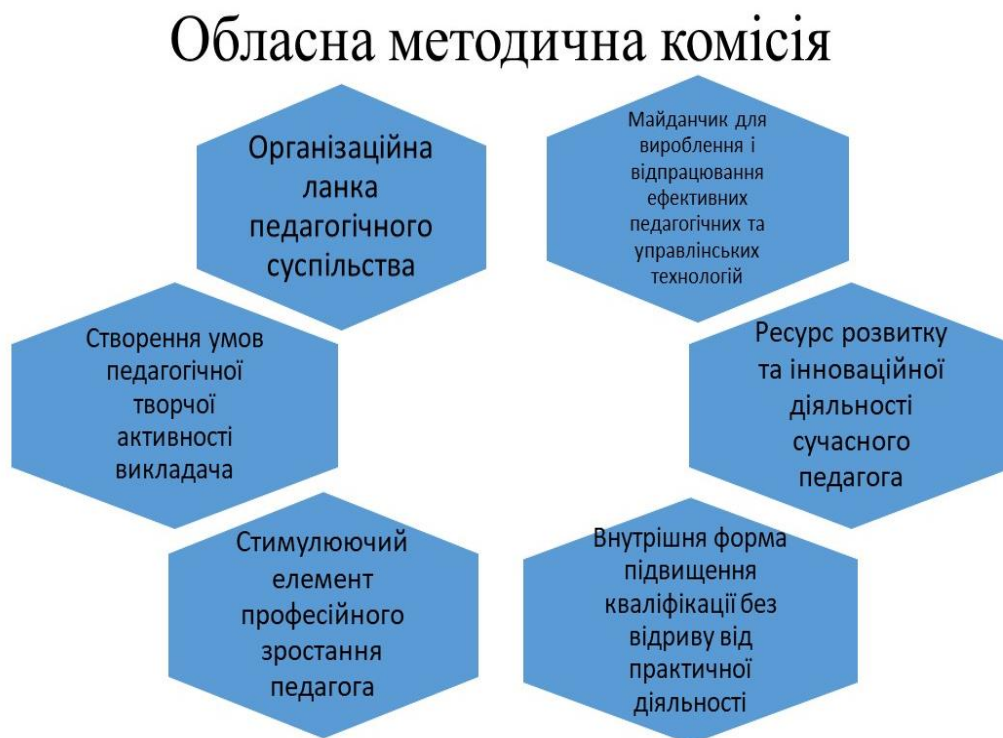 Обласна методична комісія
Організаційна
ланка
педагогічного
суспільства
Майданчик для
вироблення і
відпрацювання
ефективних
педагогічних та
управлінських
технологій
Створення умов
педагогічної
творчої
активності
викладача
Ресурс розвитку
та інноваційної
діяльності
сучасного
педагога
Стимулюючий
елемент
професійного
зростання
педагога
Внутрішня форма
підвищення
кваліфікації без
відриву від
практичної
діяльності